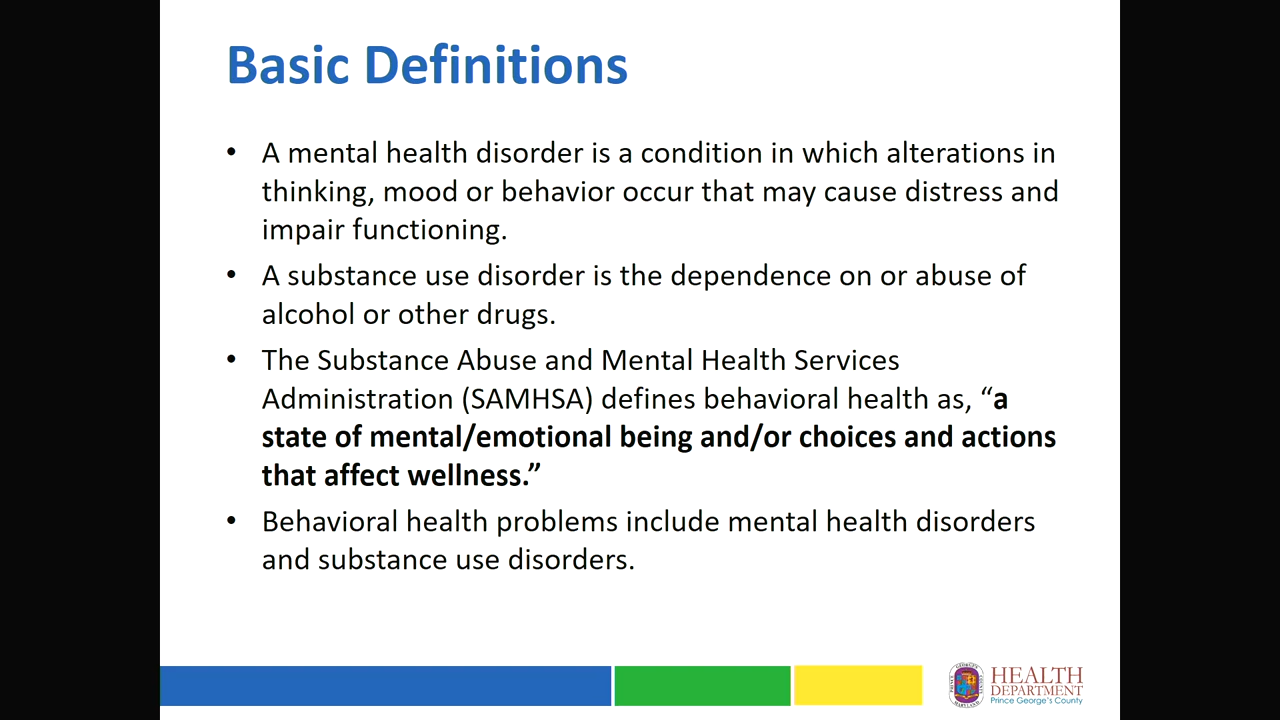 Basic Definitions
• A mental health disorder is a condition in which alterations in
thinking, mood or behavior occur that may cause distress and
impair functioning.
• A substance use disorder is the dependence on or abuse of
alcohol or other drugs.
• The Substance Abuse and Mental Health Services
Administration (SAMHSA) defines behavioral health as, “a
state of mental/emotional being and/or choices and actions
that affect wellness.”
• Behavioral health problems include mental health disorders
and substance use disorders.
HEALTH
DEPARTMENT
Prince George's County